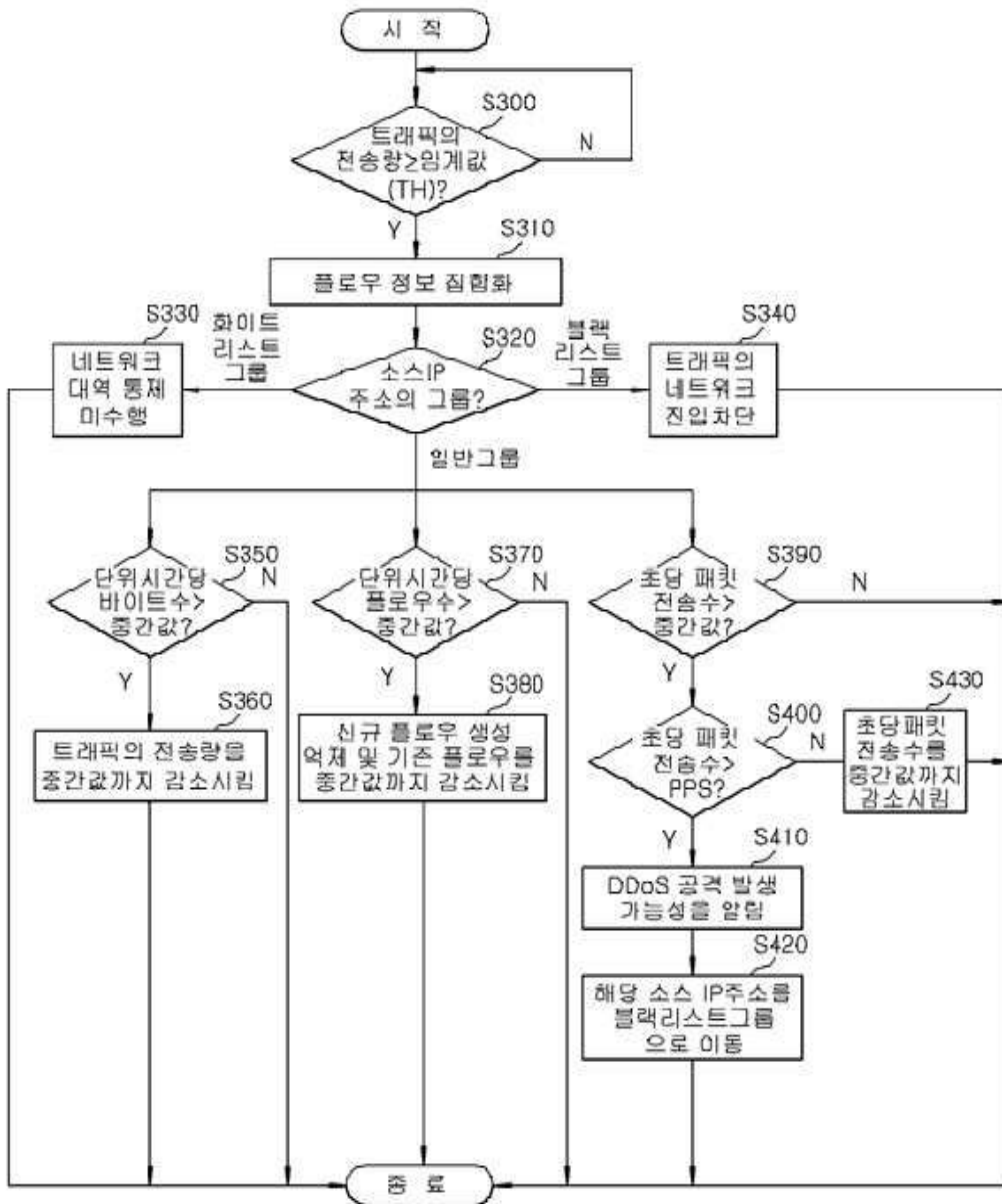 시 작
S300
트래픽의
전송량≥임계값
(TH)?
N
Y
S310
플로우 정보 집합화
S330
네트워크
대역 통제
미수행
화이트
리스트
그룹
S320
소스IP
주소의 그룹?
블랙
리스트
그룹
S340
트래픽의
네트워크
진입차단
일반그룹
S350
단위시간당
바이트수>
중간값?
N
Y
S370
단위시간당
플로우수>
중간값?
N
Y
S390
초당 패킷
전송수>
중간값?
N
Y
S360
트래픽의 전송량을
중간값까지 감소시킴
S380
신규 플로우 생성
억제 및 기존 플로우를
중간값까지 감소시킴
S400
초당 패킷
전송수>
PPS?
N
Y
S430
초당패킷
전송수를
중간값까지
감소시킴
S410
DDoS 공격 발생
가능성을 알림
S420
해당 소스 IP주소를
블랙리스트그룹
으로 이동
종 료